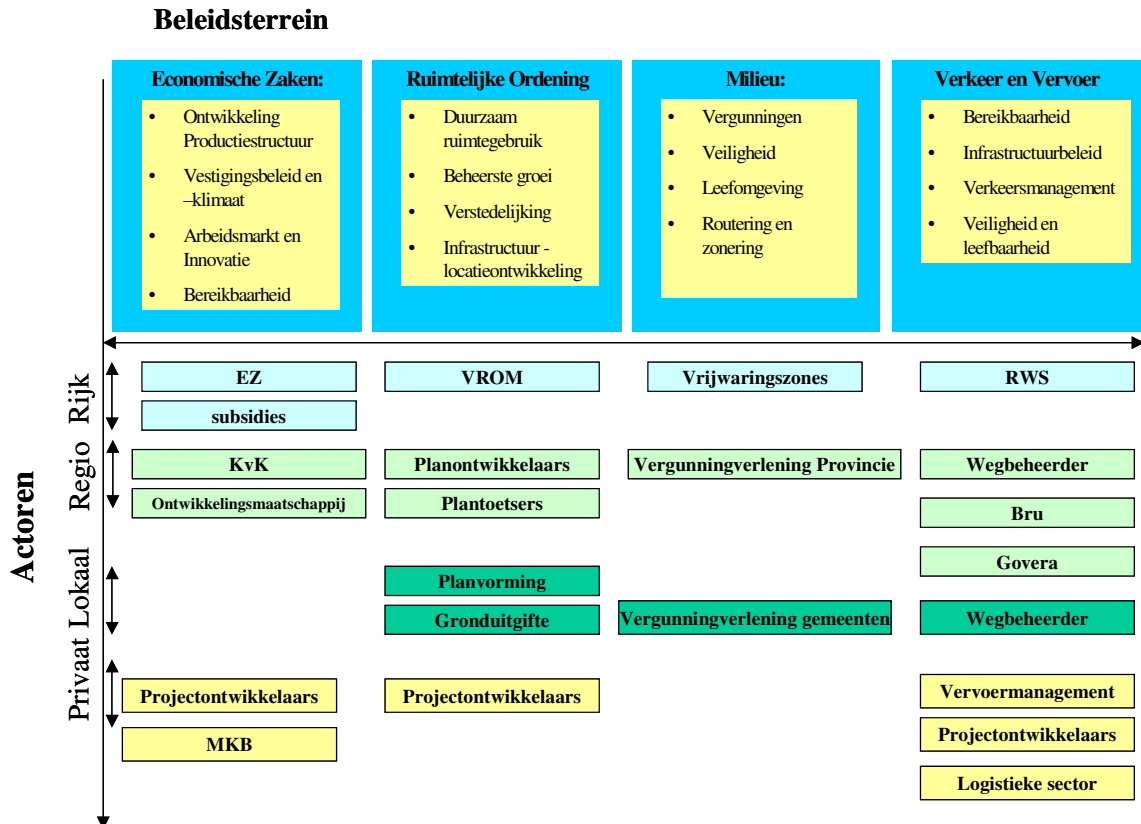 Beleidsterrein
Economische Zaken:
• Ontwikkeling
Productiestructuur
• Vestigingsbeleid en
–klimaat
• Arbeidsmarkt en
Innovatie
• Bereikbaarheid
Ruimtelijke Ordening
• Duurzaam
ruimtegebruik
• Beheerste groei
• Verstedelijking
• Infrastructuur -
locatieontwikkeling
Milieu:
• Vergunningen
• Veiligheid
• Leefomgeving
• Routering en
zonering
Verkeer en Vervoer
• Bereikbaarheid
• Infrastructuurbeleid
• Verkeersmanagement
• Veiligheid en
leefbaarheid
Actoren
Rijk
EZ
VROM
Vrijwaringszones
RWS
subsidies
Regio
KvK
Planontwikkelaars
Vergunningverlening Provincie
Wegbeheerder
Ontwikkelingsmaatschappij
Plantoetsers
Bru
Govera
Lokaal
Planvorming
Gronduitgifte
Vergunningverlening gemeenten
Wegbeheerder
Privaat
Projectontwikkelaars
Projectontwikkelaars
Vervoermanagement
MKB
Projectontwikkelaars
Logistieke sector